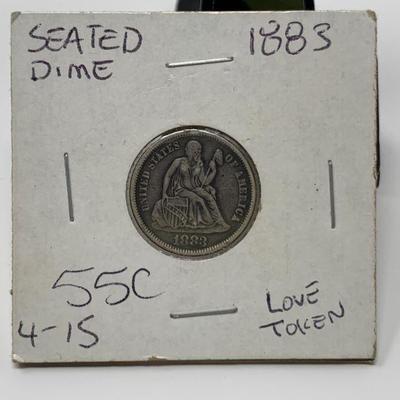 SEATED DIME
1883
UNITED STATES OF AMERICA
1883
55C
4-15
LOVE TOKEN